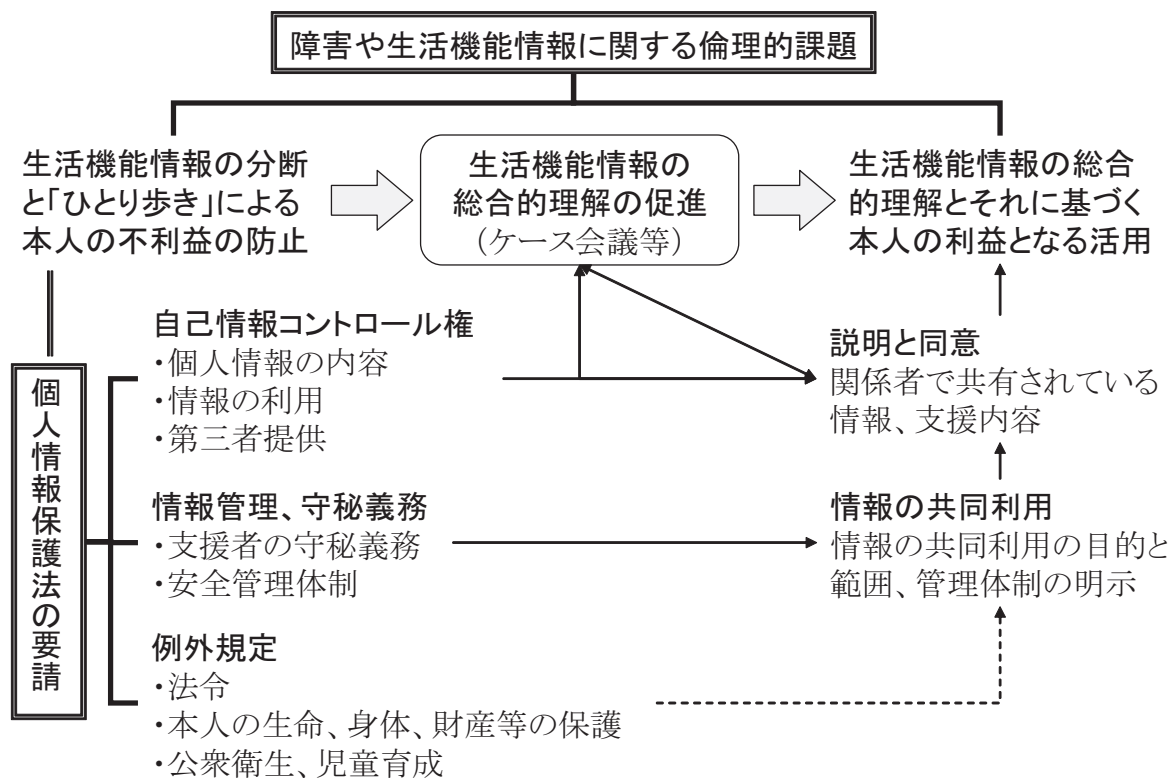 障害や生活機能情報に関する倫理的課題
生活機能情報の分断
と「ひとり歩き」による
本人の不利益の防止
生活機能情報の
総合的理解の促進
（ケース会議等）
生活機能情報の総合
的理解とそれに基づく
本人の利益となる活用
個人情報保護法の要請
自己情報コントロール権
・個人情報の内容
・情報の利用
・第三者提供
説明と同意
関係者で共有されている
情報、支援内容
情報管理、守秘義務
・支援者の守秘義務
・安全管理体制
情報の共同利用
情報の共同利用の目的と
範囲、管理体制の明示
例外規定
・法令
・本人の生命、身体、財産等の保護
・公衆衛生、児童育成